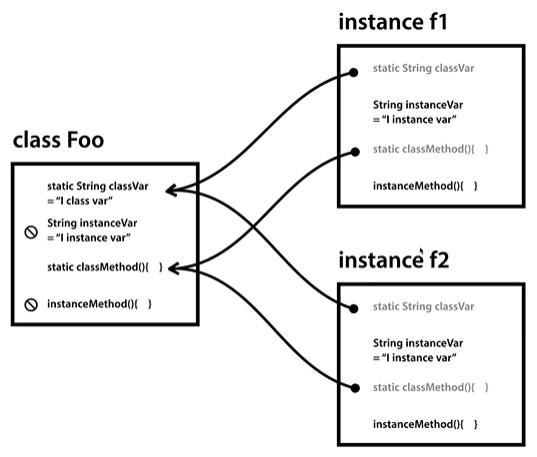 instance f1
static String classVar
String instanceVar
= "I instance var"
static classMethod(){ }
instanceMethod(){ }
class Foo
static String classVar
= "I class var"
String instanceVar
= "I instance var"
static classMethod(){ }
instanceMethod(){ }
instance f2
static String classVar
String instanceVar
= "I instance var"
static classMethod(){ }
instanceMethod(){ }